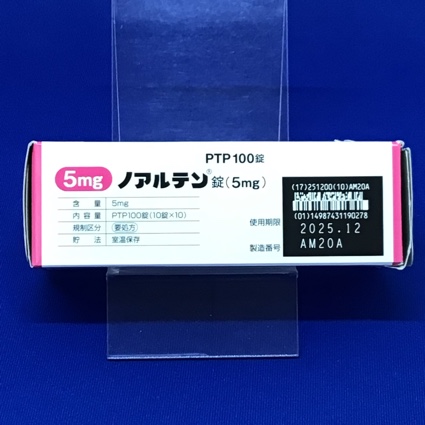 PTP100錠
5mg ノアルテン®錠(5mg)
含量 5mg
内容量 PTP100錠(10錠×10)
規制区分 要処方
貯法 室温保存
使用期限
製造番号
(17)251200(10)AM20A
(01)14987431190278
2025.12
AM20A